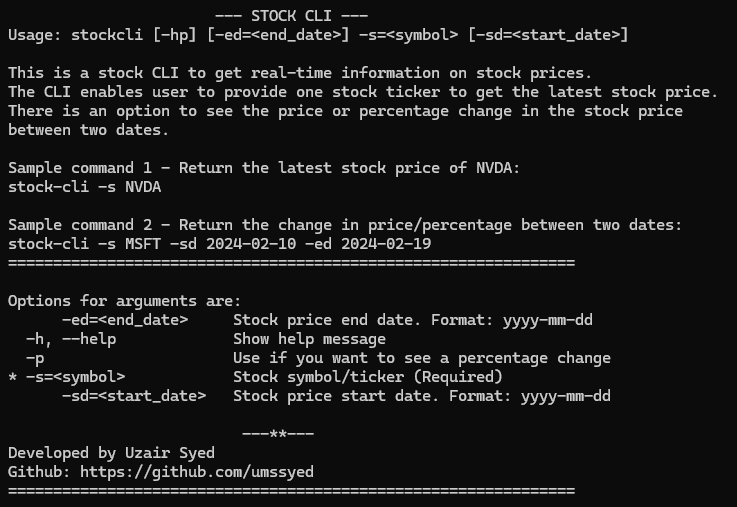 --- STOCK CLI ---
Usage: stockcli [-hp] [-ed=<end_date>] -s=<symbol> [-sd=<start_date>]
This is a stock CLI to get real-time information on stock prices.
The CLI enables user to provide one stock ticker to get the latest stock price.
There is an option to see the price or percentage change in the stock price
between two dates.
Sample command 1 - Return the latest stock price of NVDA:
stock-cli -s NVDA
Sample command 2 - Return the change in price/percentage between two dates:
stock-cli -s MSFT -sd 2024-02-10 -ed 2024-02-19
===============================================================
Options for arguments are:
-ed=<end_date> Stock price end date. Format: yyyy-mm-dd
-h, --help Show help message
-p Use if you want to see a percentage change
* -s=<symbol> Stock symbol/ticker (Required)
-sd=<start_date> Stock price start date. Format: yyyy-mm-dd
---**---
Developed by Uzair Syed
Github: https://github.com/umssyed
===============================================================